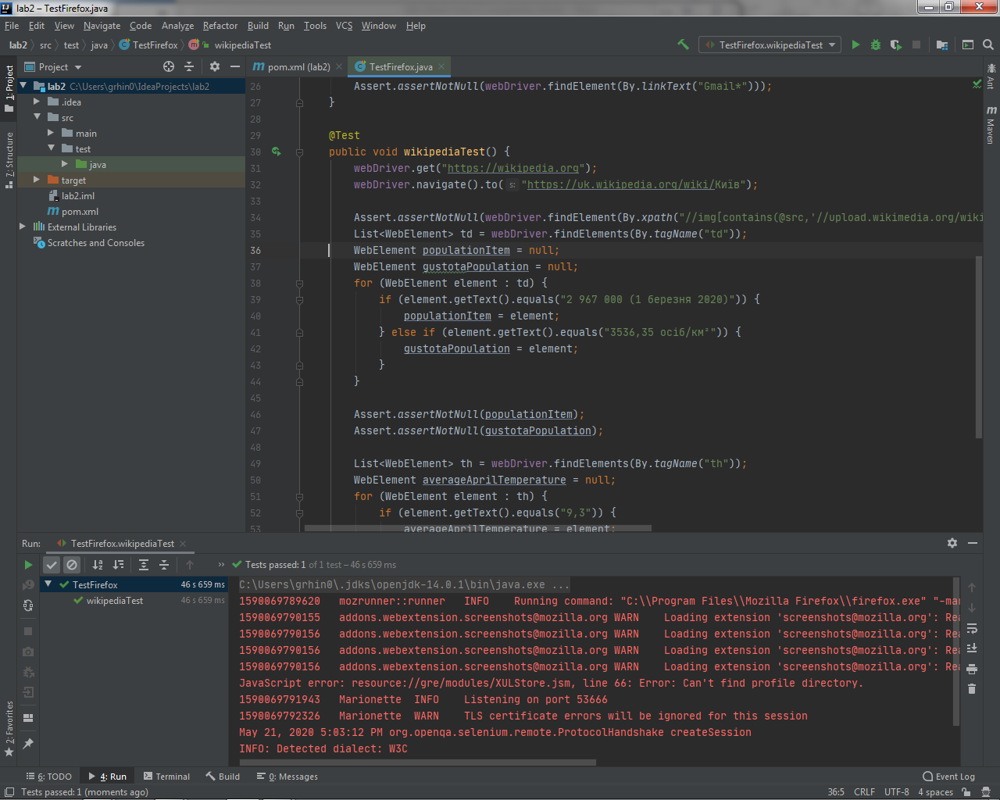 lab2 – TestFirefox.java
File Edit View Navigate Code Analyze Refactor Build Run Tools VCS Window Help
lab2 src test java TestFirefox wikipediaTest TestFirefox.wikipediaTest
1: Project
Project
pom.xml (lab2) TestFirefox.java
lab2 C:\Users\grhin0\IdeaProjects\lab2
.idea
src
main
test
java
target
lab2.iml
pom.xml
External Libraries
Scratches and Consoles
7: Structure
2: Favorites
Ant
Maven
26 Assert.assertNotNull(webDriver.findElement(By.linkText("Gmail*")));
27 }
28
29 @Test
30 public void wikipediaTest() {
31 webDriver.get("https://wikipedia.org");
32 webDriver.navigate().to( s: "https://uk.wikipedia.org/wiki/Київ");
33
34 Assert.assertNotNull(webDriver.findElement(By.xpath("//img[contains(@src,'//upload.wikimedia.org/wiki
35 List<WebElement> td = webDriver.findElements(By.tagName("td"));
36 WebElement populationItem = null;
37 WebElement gustotaPopulation = null;
38 for (WebElement element : td) {
39 if (element.getText().equals("2 967 000 (1 березня 2020)")) {
40 populationItem = element;
41 } else if (element.getText().equals("3536,35 осіб/км²")) {
42 gustotaPopulation = element;
43 }
44 }
45
46 Assert.assertNotNull(populationItem);
47 Assert.assertNotNull(gustotaPopulation);
48
49 List<WebElement> th = webDriver.findElements(By.tagName("th"));
50 WebElement averageAprilTemperature = null;
51 for (WebElement element : th) {
52 if (element.getText().equals("9,3")) {
53 averageAprilTemperature = element;
Run: TestFirefox.wikipediaTest
» Tests passed: 1 of 1 test – 46 s 659 ms
TestFirefox 46 s 659 ms
wikipediaTest 46 s 659 ms
C:\Users\grhin0\.jdks\openjdk-14.0.1\bin\java.exe ...
1590069789620 mozrunner::runner INFO Running command: "C:\\Program Files\\Mozilla Firefox\\firefox.exe" "-mar
1590069790155 addons.webextension.screenshots@mozilla.org WARN Loading extension 'screenshots@mozilla.org': Rea
1590069790156 addons.webextension.screenshots@mozilla.org WARN Loading extension 'screenshots@mozilla.org': Rea
1590069790156 addons.webextension.screenshots@mozilla.org WARN Loading extension 'screenshots@mozilla.org': Rea
1590069790156 addons.webextension.screenshots@mozilla.org WARN Loading extension 'screenshots@mozilla.org': Rea
JavaScript error: resource://gre/modules/XULStore.jsm, line 66: Error: Can't find profile directory.
1590069791943 Marionette INFO Listening on port 53666
1590069792326 Marionette WARN TLS certificate errors will be ignored for this session
May 21, 2020 5:03:12 PM org.openqa.selenium.remote.ProtocolHandshake createSession
INFO: Detected dialect: W3C
6: TODO 4: Run Terminal Build 0: Messages Event Log
Tests passed: 1 (moments ago) 36:5 CRLF UTF-8 4 spaces